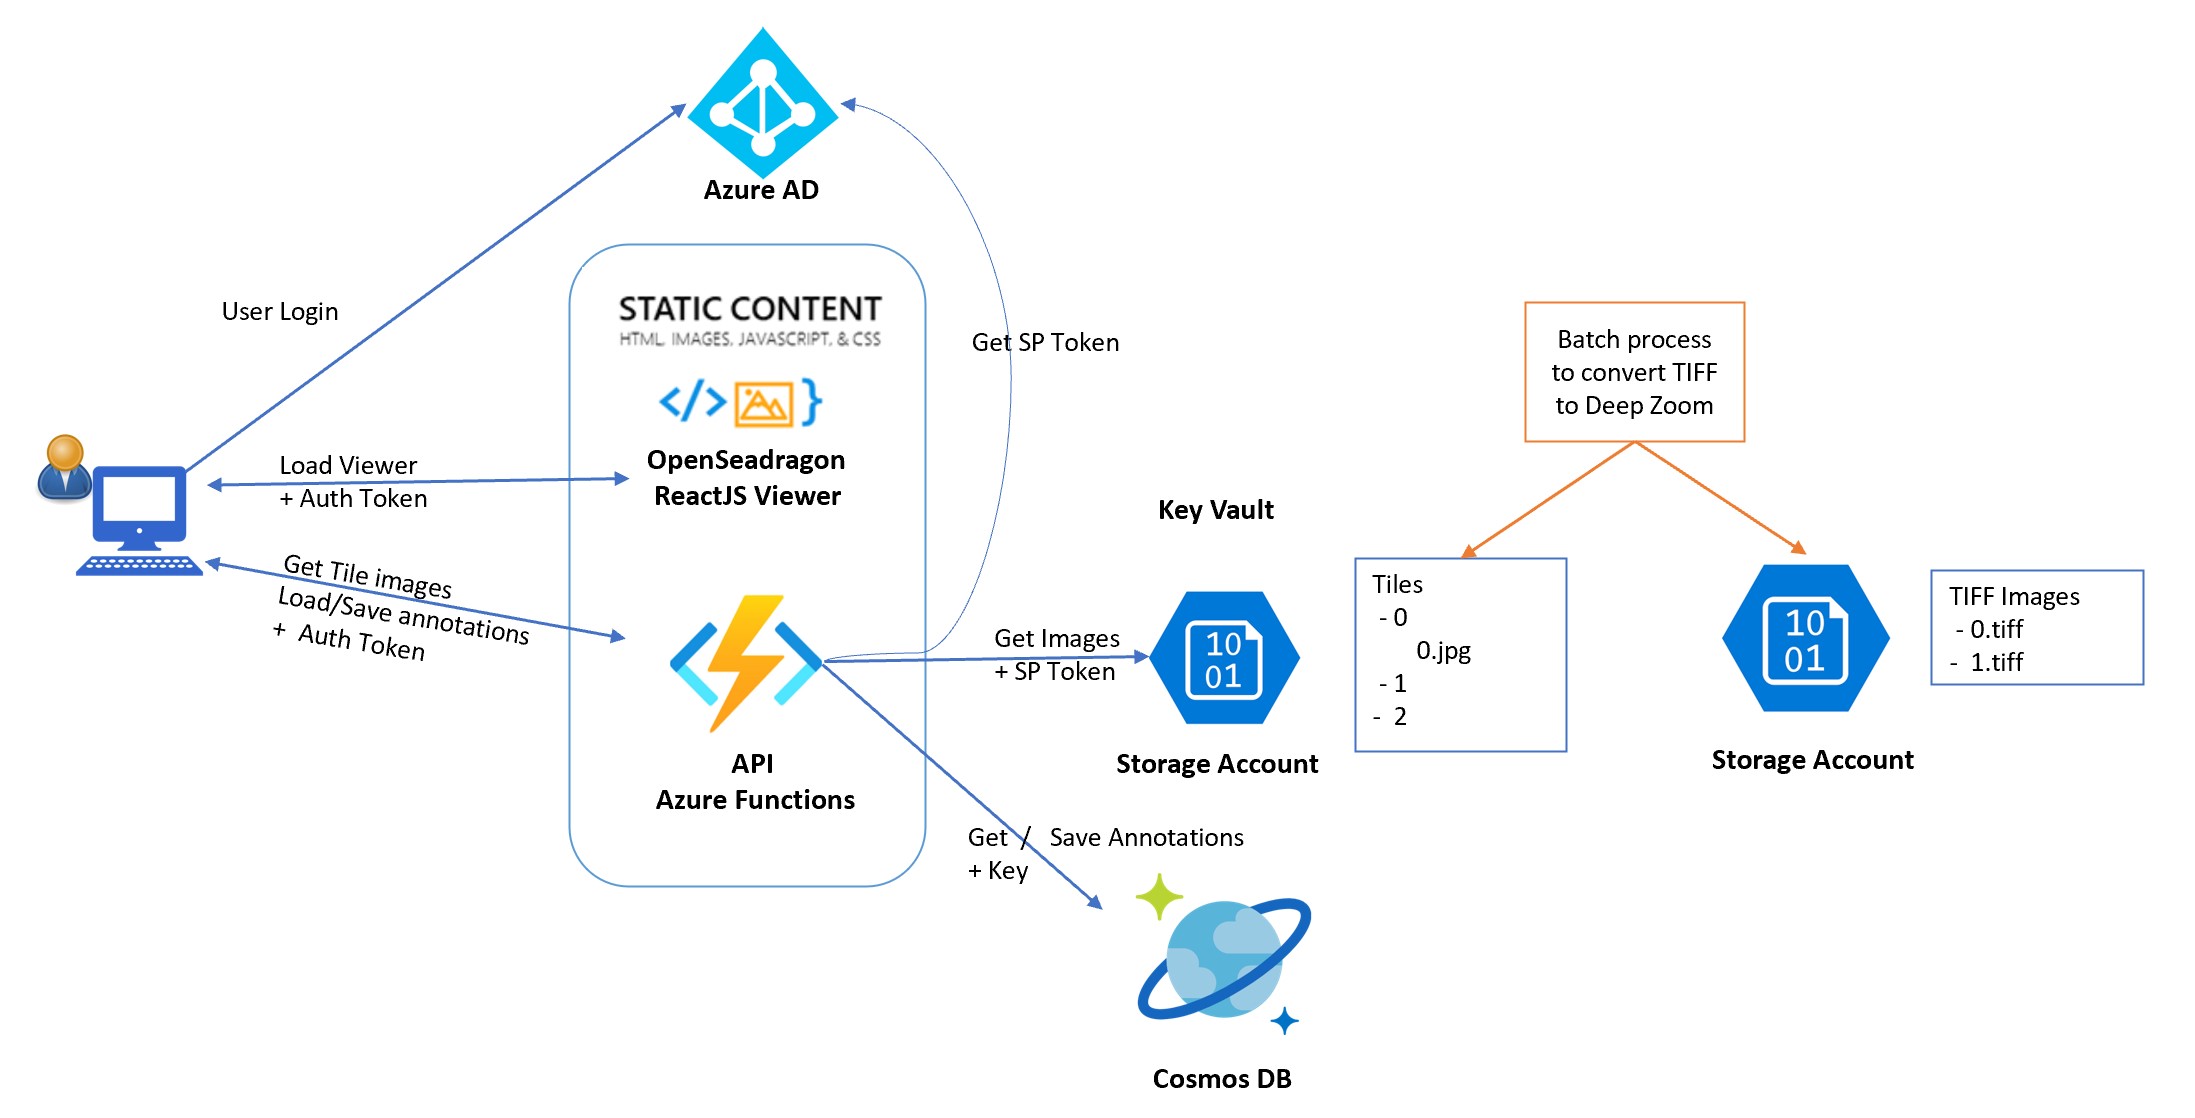 Azure AD
User Login
STATIC CONTENT
HTML, IMAGES, JAVASCRIPT, & CSS
</> }
OpenSeadragon
ReactJS Viewer
Load Viewer
+ Auth Token
Get Tile images
Load/Save annotations
+ Auth Token
API
Azure Functions
Get SP Token
Get Images
+ SP Token
Key Vault
10
01
Storage Account
Get / Save Annotations
+ Key
Cosmos DB
Batch process
to convert TIFF
to Deep Zoom
Tiles
- 0
0.jpg
- 1
- 2
10
01
Storage Account
TIFF Images
- 0.tiff
- 1.tiff